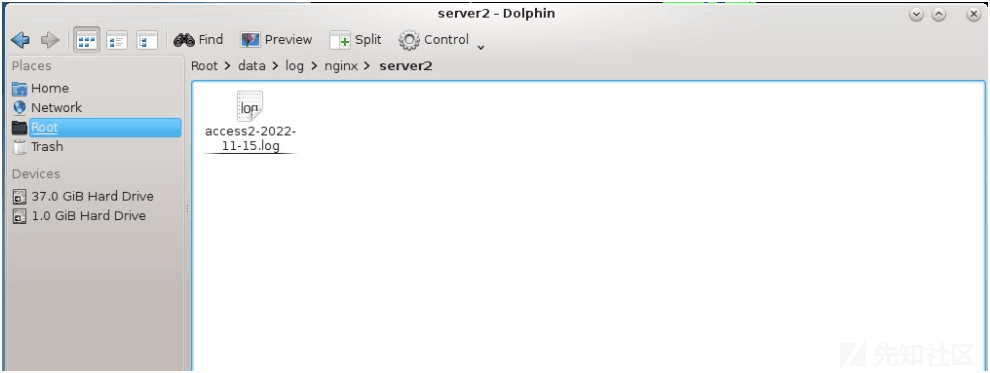 server2 – Dolphin
Find Preview Split Control
Places
Root > data > log > nginx > server2
Home
Network
Root
Trash
Devices
37.0 GiB Hard Drive
1.0 GiB Hard Drive
log
access2-2022-
11-15.log
先知社区